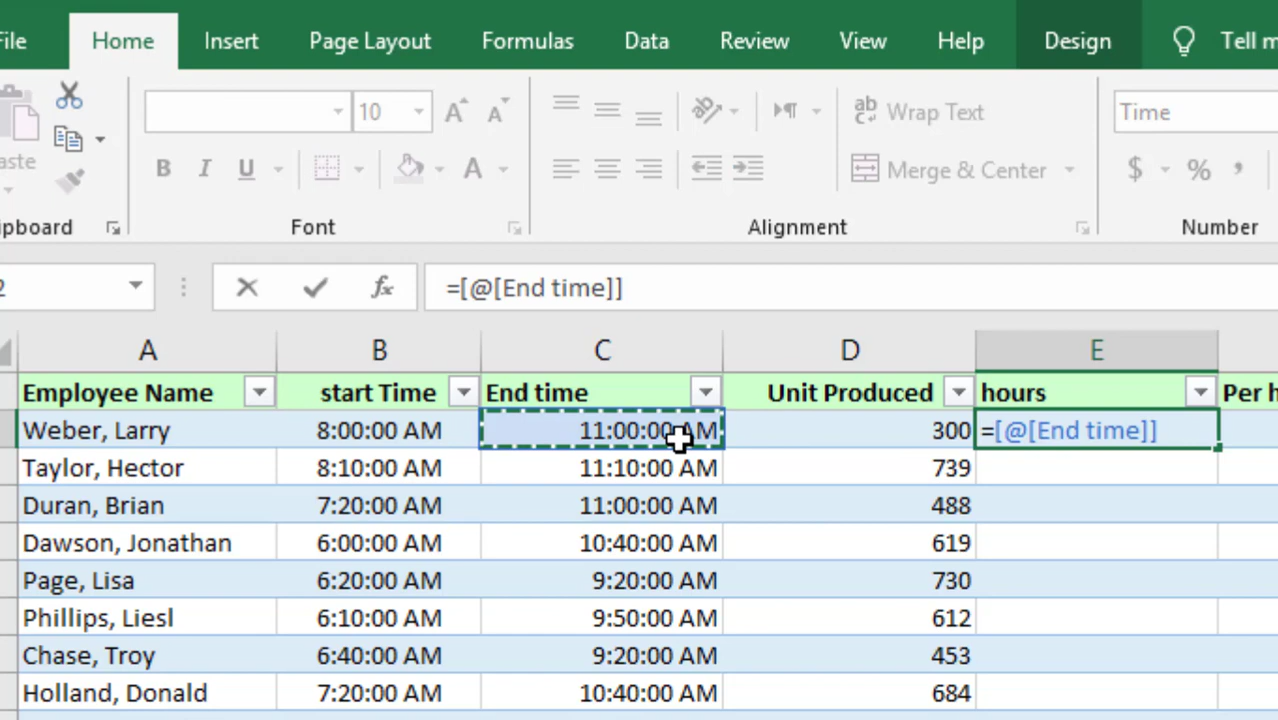 File Home Insert Page Layout Formulas Data Review View Help Design Tell m
10 Wrap Text Time
aste B I U A Merge & Center $ % ,
ipboard Font Alignment Number
2 fx =[@[End time]]
A B C D E
Employee Name start Time End time Unit Produced hours Per h
Weber, Larry 8:00:00 AM 11:00:00 AM 300 =[@[End time]]
Taylor, Hector 8:10:00 AM 11:10:00 AM 739
Duran, Brian 7:20:00 AM 11:00:00 AM 488
Dawson, Jonathan 6:00:00 AM 10:40:00 AM 619
Page, Lisa 6:20:00 AM 9:20:00 AM 730
Phillips, Liesl 6:10:00 AM 9:50:00 AM 612
Chase, Troy 6:40:00 AM 9:20:00 AM 453
Holland, Donald 7:20:00 AM 10:40:00 AM 684